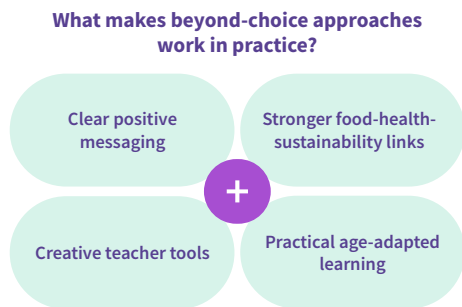 What makes beyond-choice approaches
work in practice?
Clear positive
messaging
Stronger food-health-
sustainability links
+
Creative teacher tools
Practical age-adapted
learning